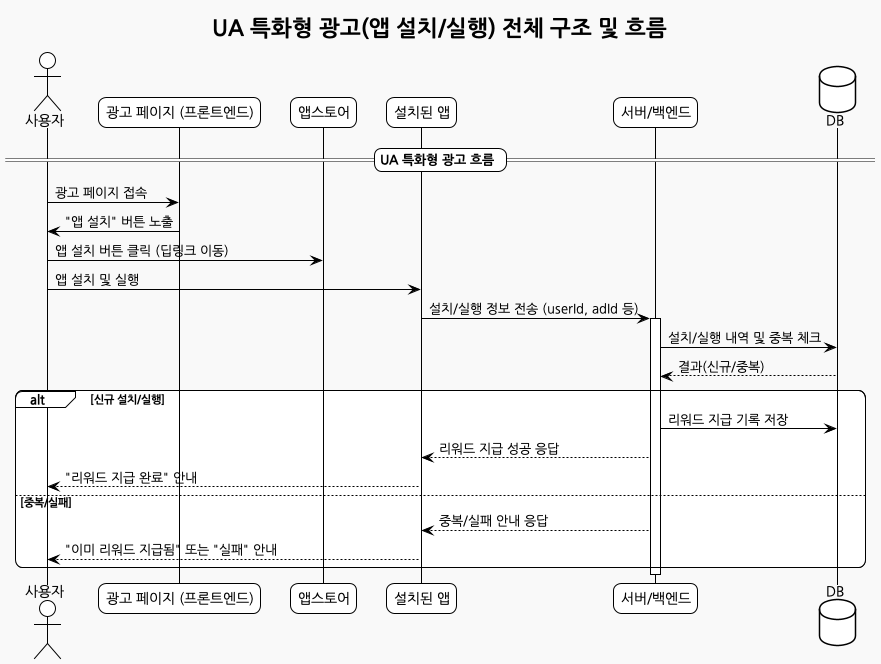 UA 특화형 광고(앱 설치/실행) 전체 구조 및 흐름
사용자
광고 페이지 (프론트엔드)
앱스토어
설치된 앱
서버/백엔드
DB
UA 특화형 광고 흐름
광고 페이지 접속
"앱 설치" 버튼 노출
앱 설치 버튼 클릭 (딥링크 이동)
앱 설치 및 실행
설치/실행 정보 전송 (userId, adId 등)
설치/실행 내역 및 중복 체크
결과(신규/중복)
alt
[신규 설치/실행]
리워드 지급 기록 저장
리워드 지급 성공 응답
"리워드 지급 완료" 안내
[중복/실패]
중복/실패 안내 응답
"이미 리워드 지급됨" 또는 "실패" 안내
사용자
광고 페이지 (프론트엔드)
앱스토어
설치된 앱
서버/백엔드
DB